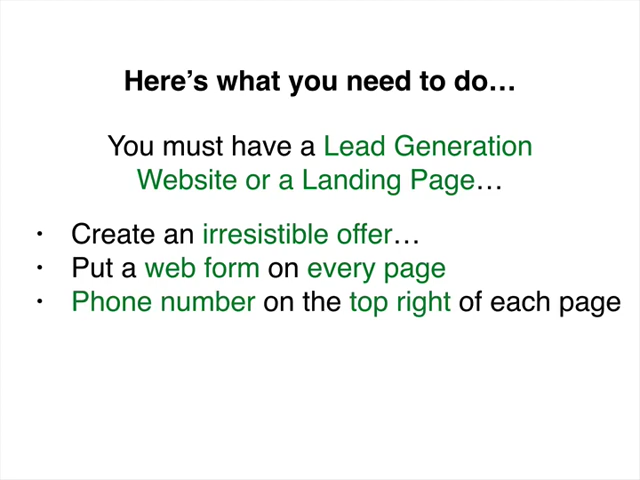 Here’s what you need to do…
You must have a Lead Generation
Website or a Landing Page…
• Create an irresistible offer…
• Put a web form on every page
• Phone number on the top right of each page